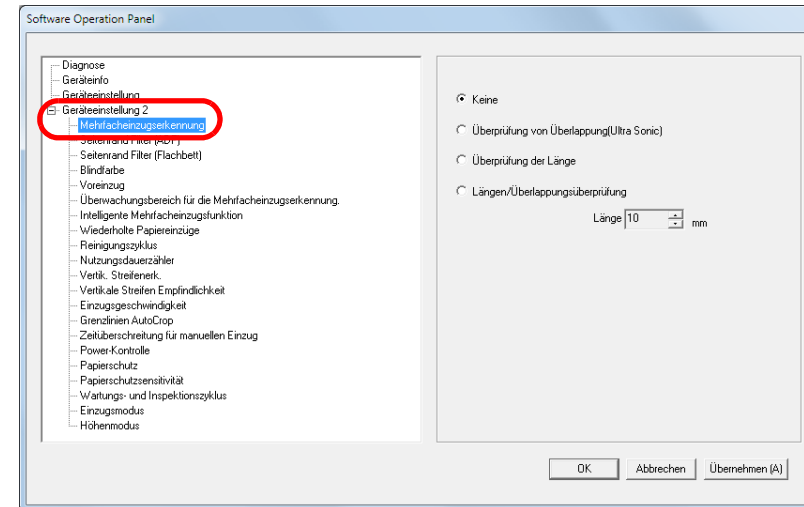 Software Operation Panel
Diagnose
Geräteinfo
Geräteeinstellung
Geräteeinstellung 2
Mehrfacheinzugserkennung
Seitenrand Filter (ADF)
Seitenrand Filter (Flachbett)
Blindfarbe
Voreinzug
Überwachungsbereich für die Mehrfacheinzugserkennung.
Intelligente Mehrfacheinzugsfunktion
Wiederholte Papiereinzüge
Reinigungszyklus
Nutzungsdauerzähler
Vertik. Streifenerk.
Vertikale Streifen Empfindlichkeit
Einzugsgeschwindigkeit
Grenzlinien AutoCrop
Zeitüberschreitung für manuellen Einzug
Power-Kontrolle
Papierschutz
Papierschutzsensitivität
Wartungs- und Inspektionszyklus
Einzugsmodus
Höhenmodus
Keine
Überprüfung von Überlappung(Ultra Sonic)
Überprüfung der Länge
Längen/Überlappungsüberprüfung
Länge 10 mm
OK Abbrechen Übernehmen (A)